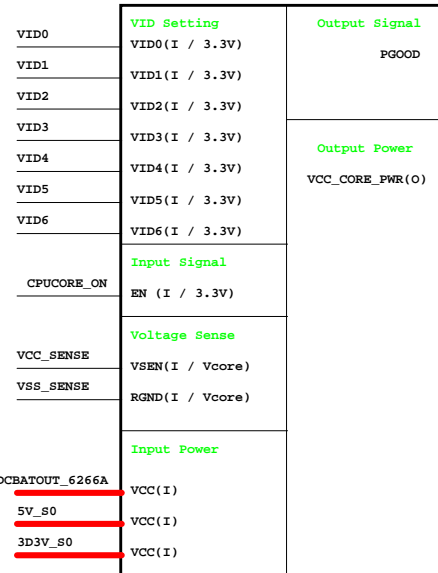 VID Setting
VID0
VID0(I / 3.3V)
VID1
VID1(I / 3.3V)
VID2
VID2(I / 3.3V)
VID3
VID3(I / 3.3V)
VID4
VID4(I / 3.3V)
VID5
VID5(I / 3.3V)
VID6
VID6(I / 3.3V)
Input Signal
CPUCORE_ON
EN (I / 3.3V)
Voltage Sense
VCC_SENSE
VSEN(I / Vcore)
VSS_SENSE
RGND(I / Vcore)
Input Power
DCBATOUT_6266A
VCC(I)
5V_S0
VCC(I)
3D3V_S0
VCC(I)
Output Signal
PGOOD
Output Power
VCC_CORE_PWR(O)